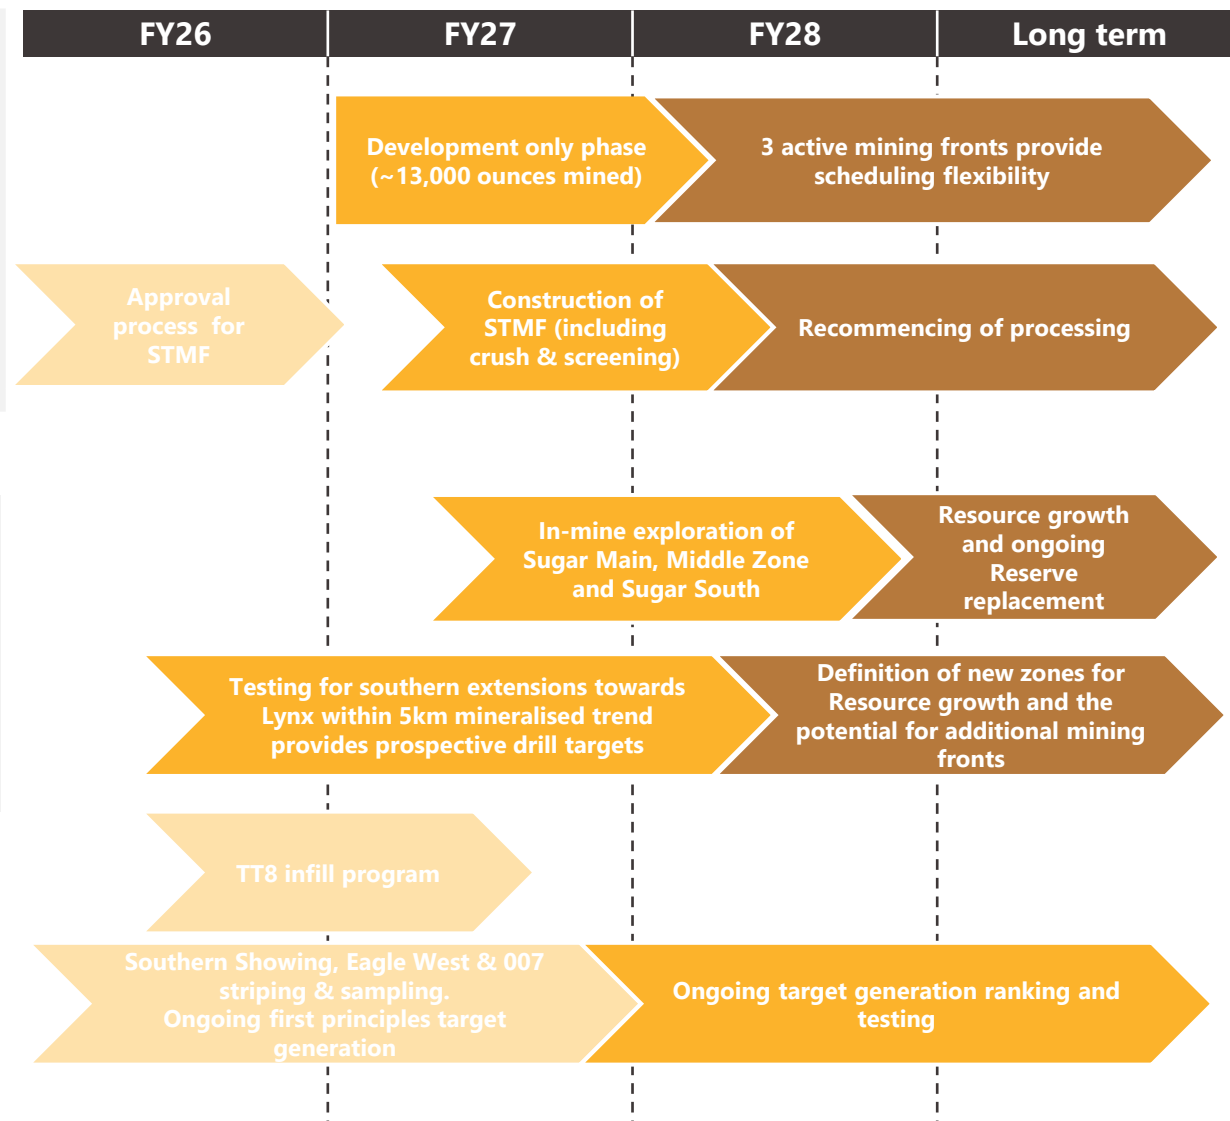 FY26
FY27
FY28
Long term
Development only phase
(~13,000 ounces mined)
3 active mining fronts provide
scheduling flexibility
Approval
process for
STMF
Construction of
STMF (including
crush & screening)
Recommencing of processing
In-mine exploration of
Sugar Main, Middle Zone
and Sugar South
Resource growth
and ongoing
Reserve
replacement
Testing for southern extensions towards
Lynx within 5km mineralised trend
provides prospective drill targets
Definition of new zones for
Resource growth and the
potential for additional mining
fronts
TT8 infill program
Southern Showing, Eagle West & 007
striping & sampling.
Ongoing first principles target
generation
Ongoing target generation ranking and
testing